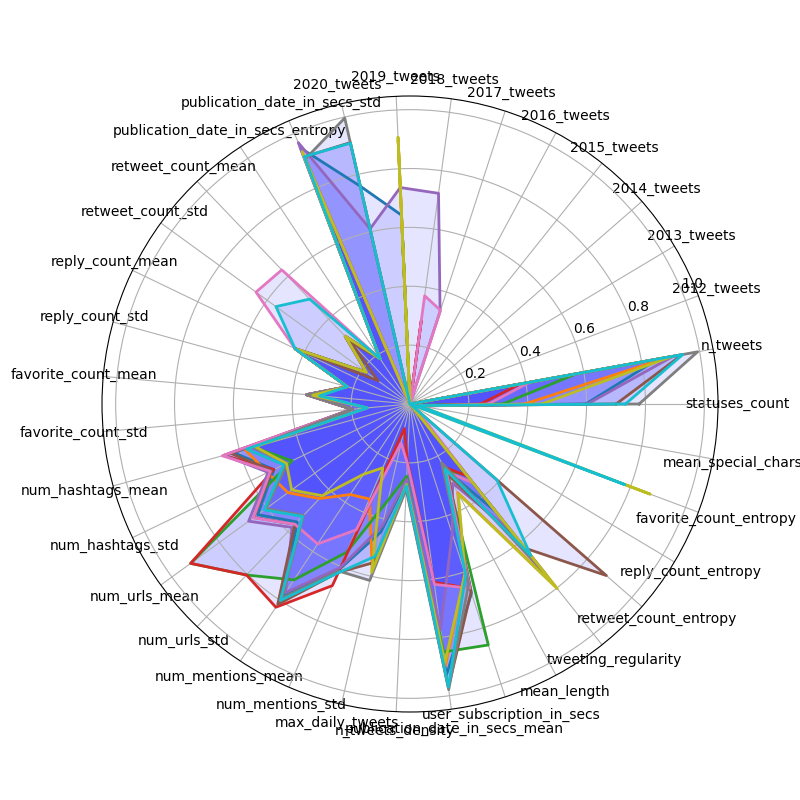 2019_tweets
2018_tweets
2020_tweets
2017_tweets
publication_date_in_secs_std
2016_tweets
publication_date_in_secs_entropy
2015_tweets
retweet_count_mean
2014_tweets
retweet_count_std
2013_tweets
reply_count_mean
2012_tweets
1.0
reply_count_std
0.8
0.6
n_tweets
0.4
favorite_count_mean
0.2
statuses_count
favorite_count_std
mean_special_chars
num_hashtags_mean
favorite_count_entropy
num_hashtags_std
reply_count_entropy
num_urls_mean
retweet_count_entropy
num_urls_std
tweeting_regularity
num_mentions_mean
mean_length
num_mentions_std
user_subscription_in_secs
max_daily_tweets
publication_date_in_secs_mean
n_tweets_density